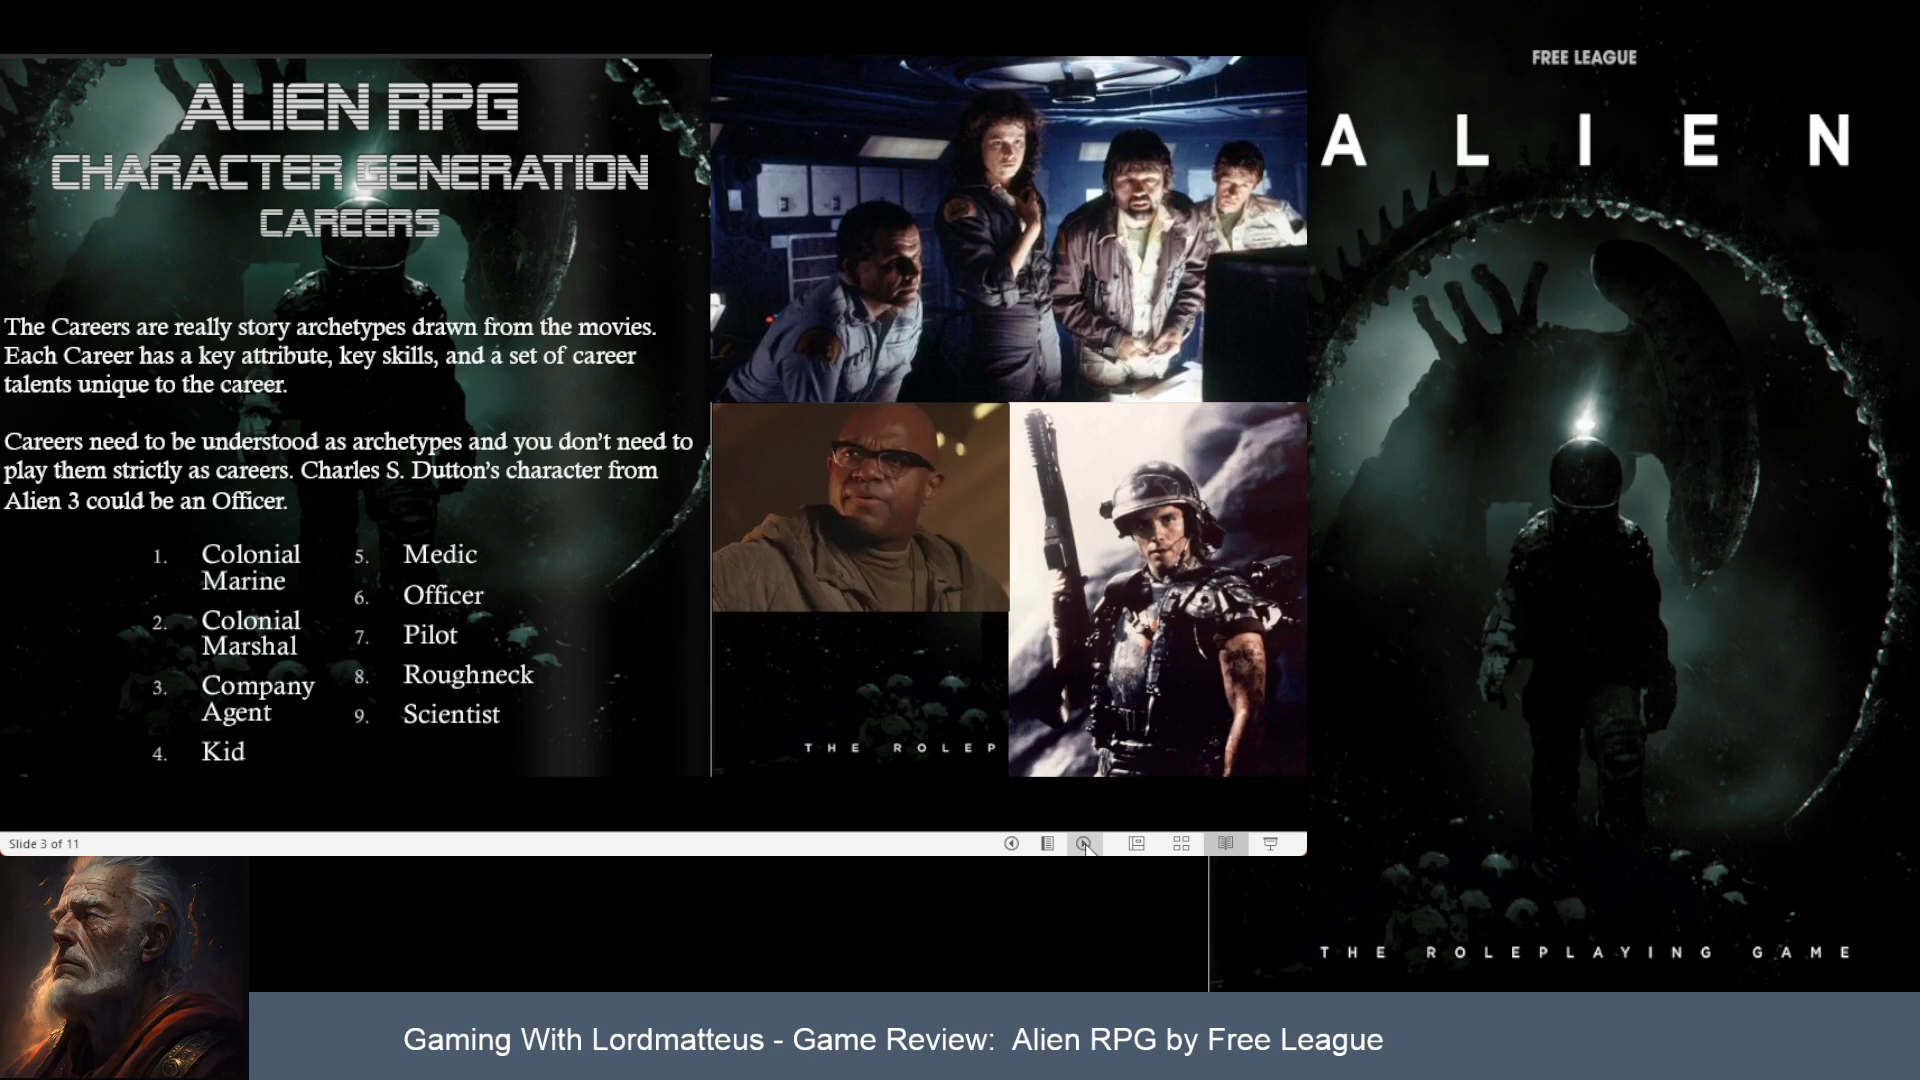 ALIEN RPG
CHARACTER GENERATION
CAREERS
The Careers are really story archetypes drawn from the movies.
Each Career has a key attribute, key skills, and a set of career
talents unique to the career.
Careers need to be understood as archetypes and you don’t need to
play them strictly as careers. Charles S. Dutton’s character from
Alien 3 could be an Officer.
1. Colonial
Marine
2. Colonial
Marshal
3. Company
Agent
4. Kid
5. Medic
6. Officer
7. Pilot
8. Roughneck
9. Scientist
THE ROLEP
Slide 3 of 11
FREE LEAGUE
ALIEN
THE ROLEPLAYING GAME
Gaming With Lordmatteus - Game Review: Alien RPG by Free League